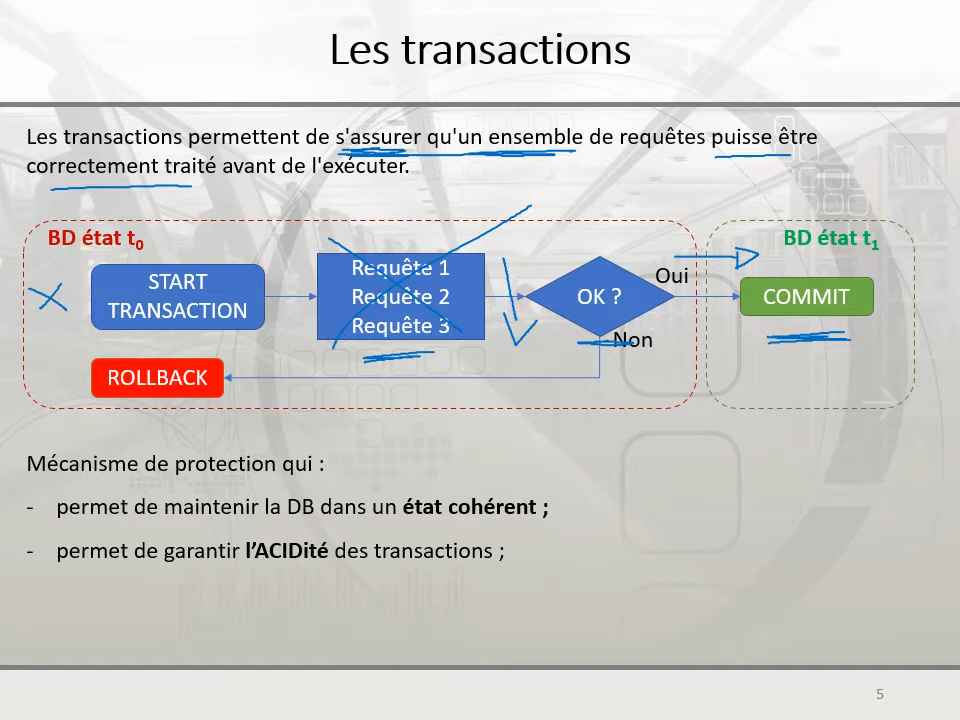 Les transactions
Les transactions permettent de s'assurer qu'un ensemble de requêtes puisse être
correctement traité avant de l'exécuter.
BD état t0
BD état t1
START
TRANSACTION
Requête 1
Requête 2
Requête 3
OK ?
Oui
COMMIT
Non
ROLLBACK
Mécanisme de protection qui :
- permet de maintenir la DB dans un état cohérent ;
- permet de garantir l’ACIDité des transactions ;
5